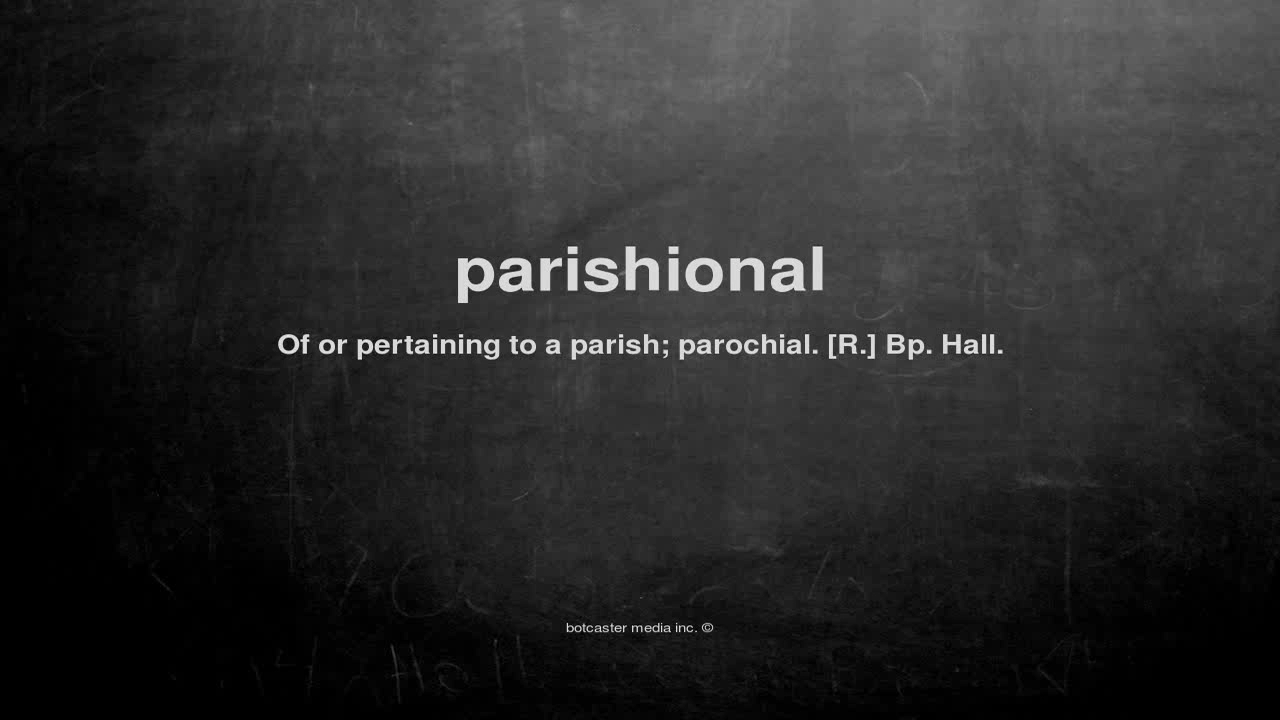 parishional
Of or pertaining to a parish; parochial. [R.] Bp. Hall.
botcaster media inc. ©